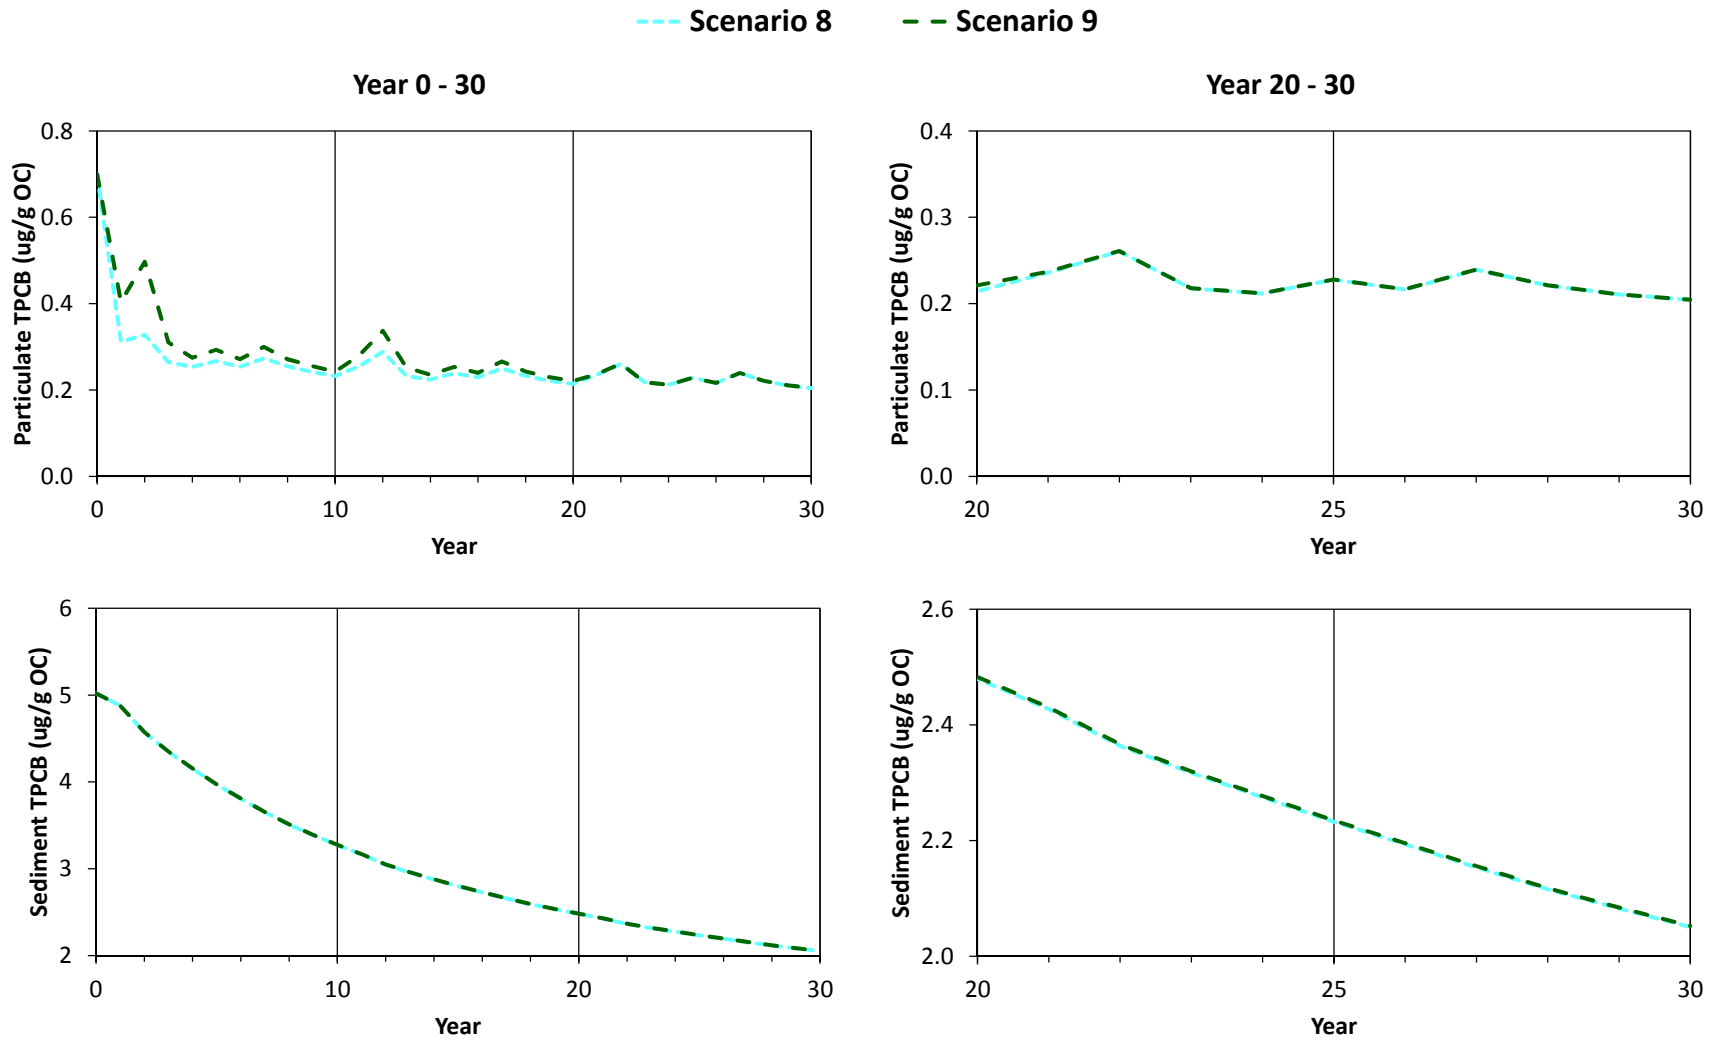 Scenario 8 Scenario 9
Year 0 - 30
Particulate TPCB (ug/g OC)
0.8
0.6
0.4
0.2
0.0
0 10 20 30
Year
Year 20 - 30
Particulate TPCB (ug/g OC)
0.4
0.3
0.2
0.1
0.0
20 25 30
Year
Sediment TPCB (ug/g OC)
6
5
4
3
2
0 10 20 30
Year
Sediment TPCB (ug/g OC)
2.6
2.4
2.2
2.0
20 25 30
Year